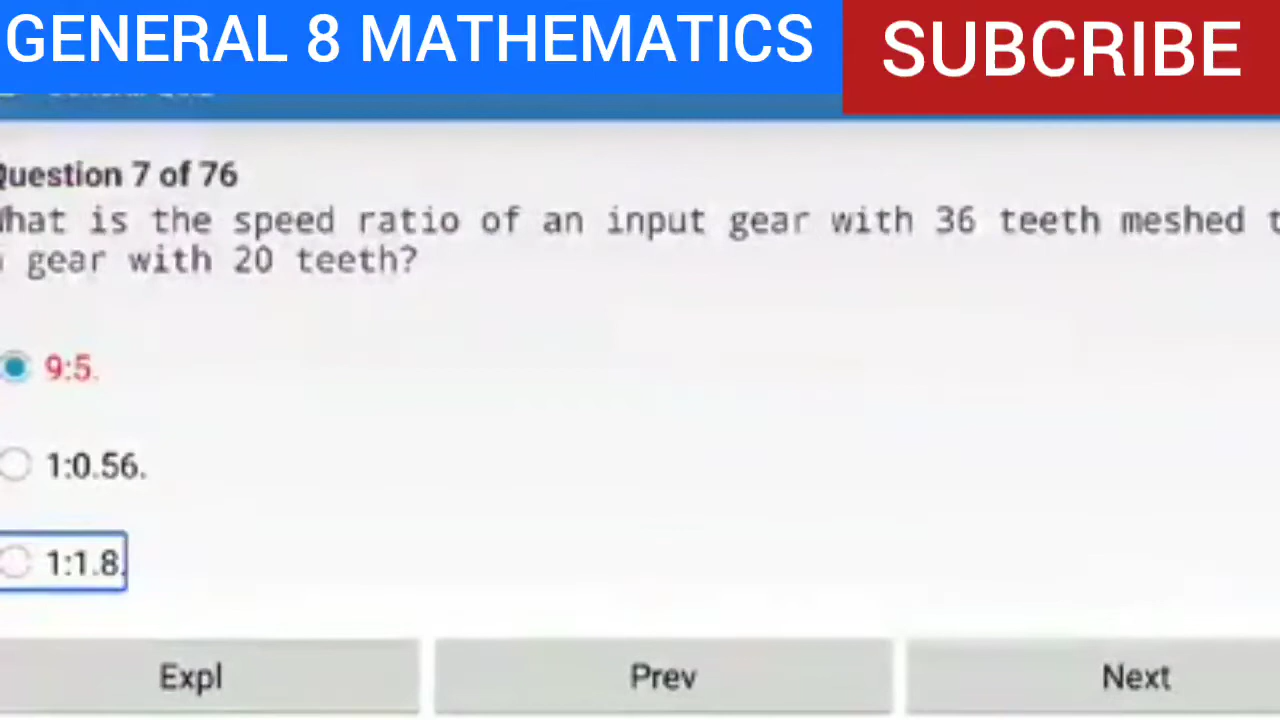 GENERAL 8 MATHEMATICS
SUBCRIBE
Question 7 of 76
What is the speed ratio of an input gear with 36 teeth meshed
gear with 20 teeth?
9:5.
1:0.56.
1:1.8.
Expl
Prev
Next